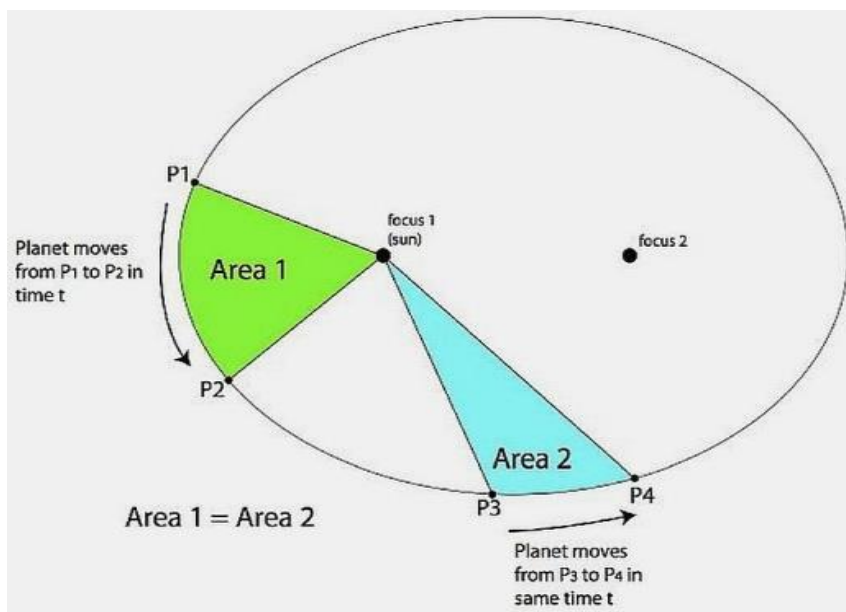 P1
focus 1
(sun)
focus 2
Planet moves
from P1 to P2 in
time t
Area 1
P2
Area 2
P3
P4
Area 1 = Area 2
Planet moves
from P3 to P4 in
same time t